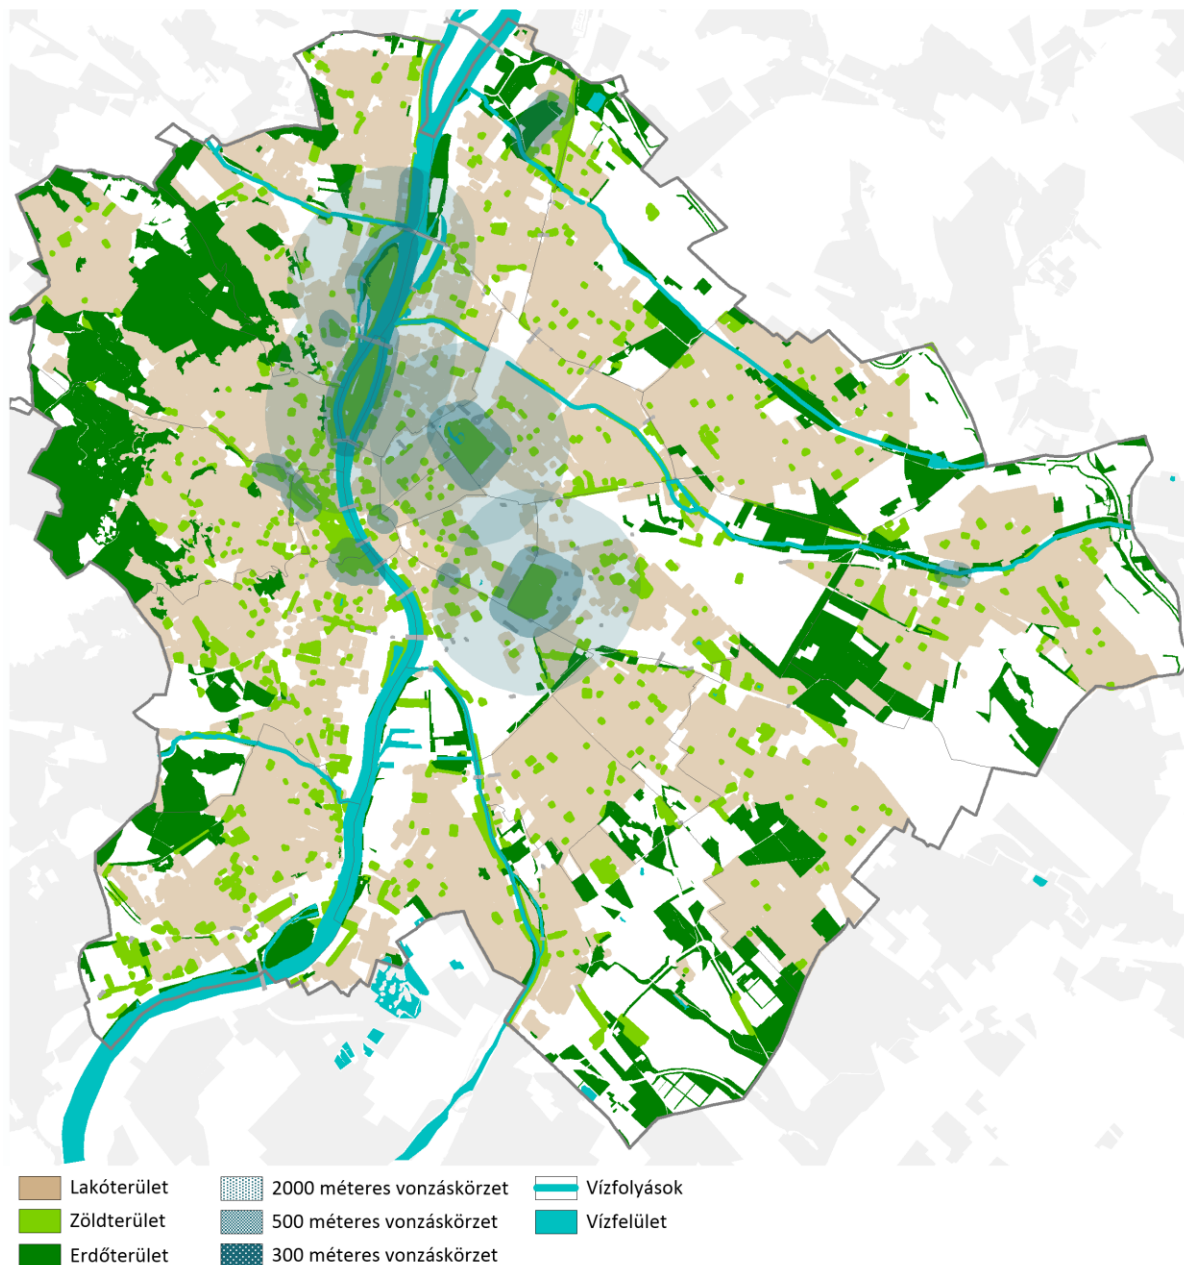 Lakóterület
Zöldterület
Erdőterület
2000 méteres vonzáskörzet
500 méteres vonzáskörzet
300 méteres vonzáskörzet
Vízfolyások
Vízfelület